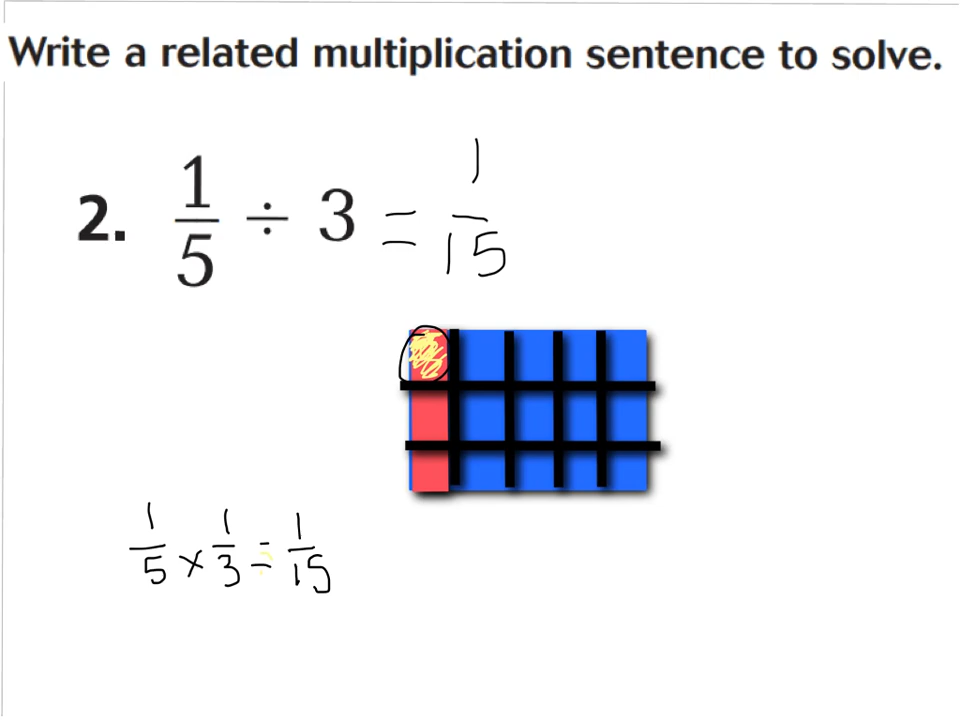 Write a related multiplication sentence to solve.
2. 1/5 ÷ 3 = 1/15
1/5 × 1/3 = 1/15